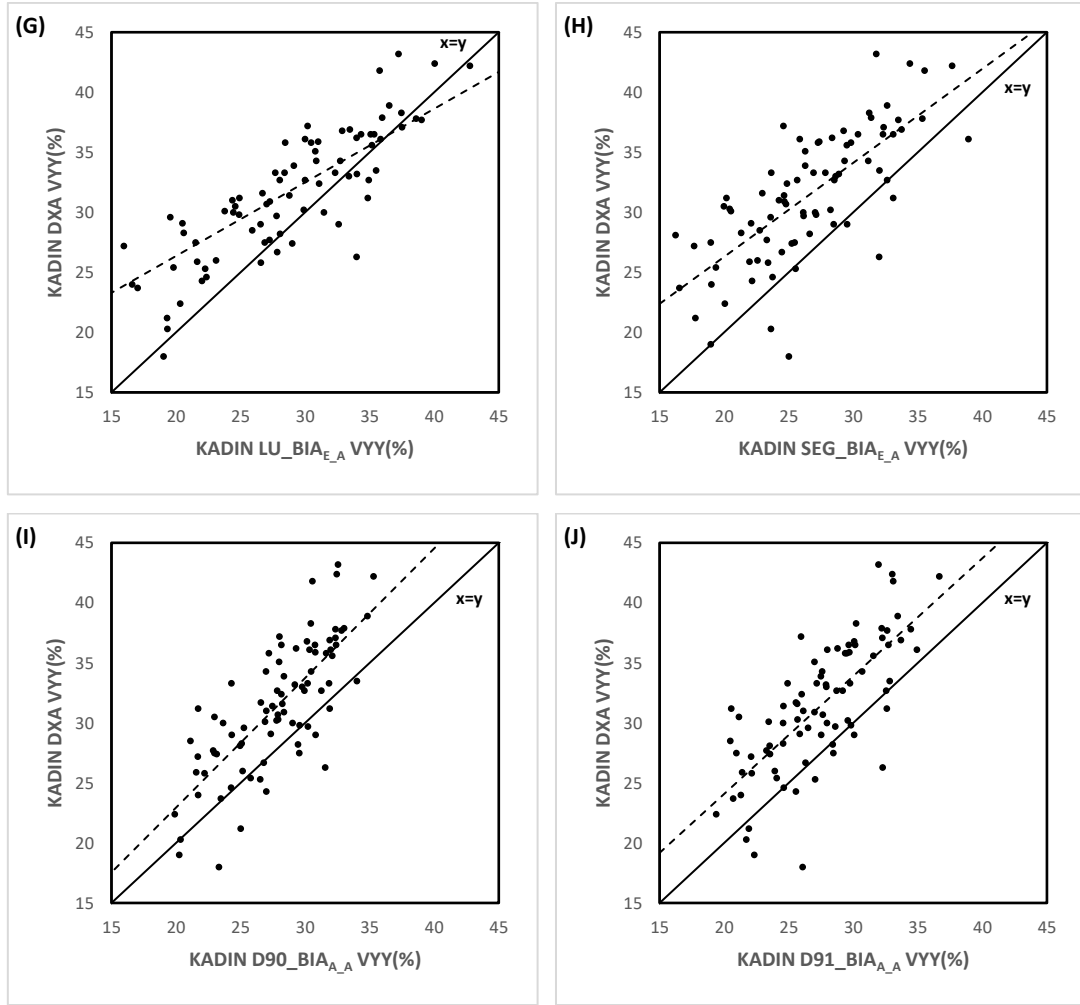 (G)
x=y
45
40
35
30
25
20
15
KADIN DXA VYY(%)
15 20 25 30 35 40 45
KADIN LU_BIA_E_A VYY(%)
(H)
x=y
45
40
35
30
25
20
15
KADIN DXA VYY(%)
15 20 25 30 35 40 45
KADIN SEG_BIA_E_A VYY(%)
(I)
x=y
45
40
35
30
25
20
15
KADIN DXA VYY(%)
15 20 25 30 35 40 45
KADIN D90_BIA_A_A VYY(%)
(J)
x=y
45
40
35
30
25
20
15
KADIN DXA VYY(%)
15 20 25 30 35 40 45
KADIN D91_BIA_A_A VYY(%)